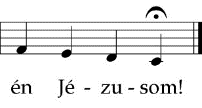 én Jé - zu - som!